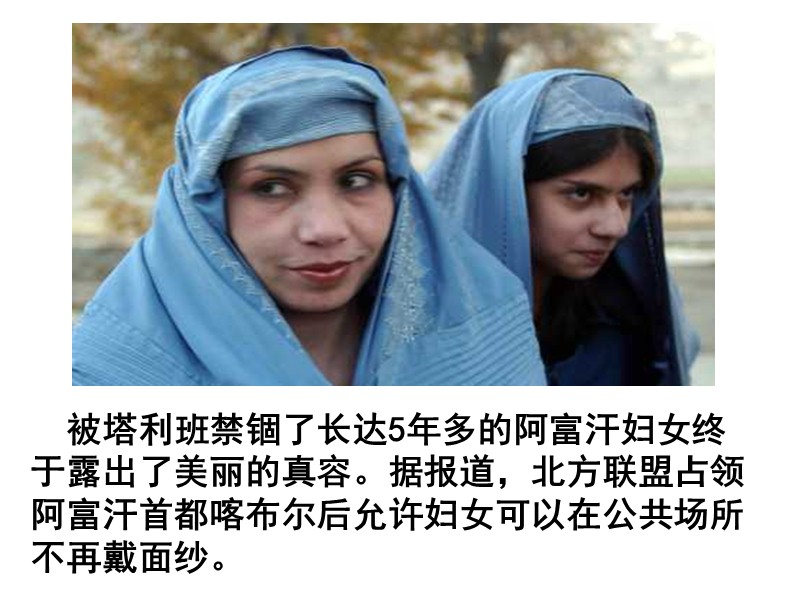 被塔利班禁锢了长达5年多的阿富汗妇女终
于露出了美丽的真容。据报道，北方联盟占领
阿富汗首都喀布尔后允许妇女可以在公共场所
不再戴面纱。